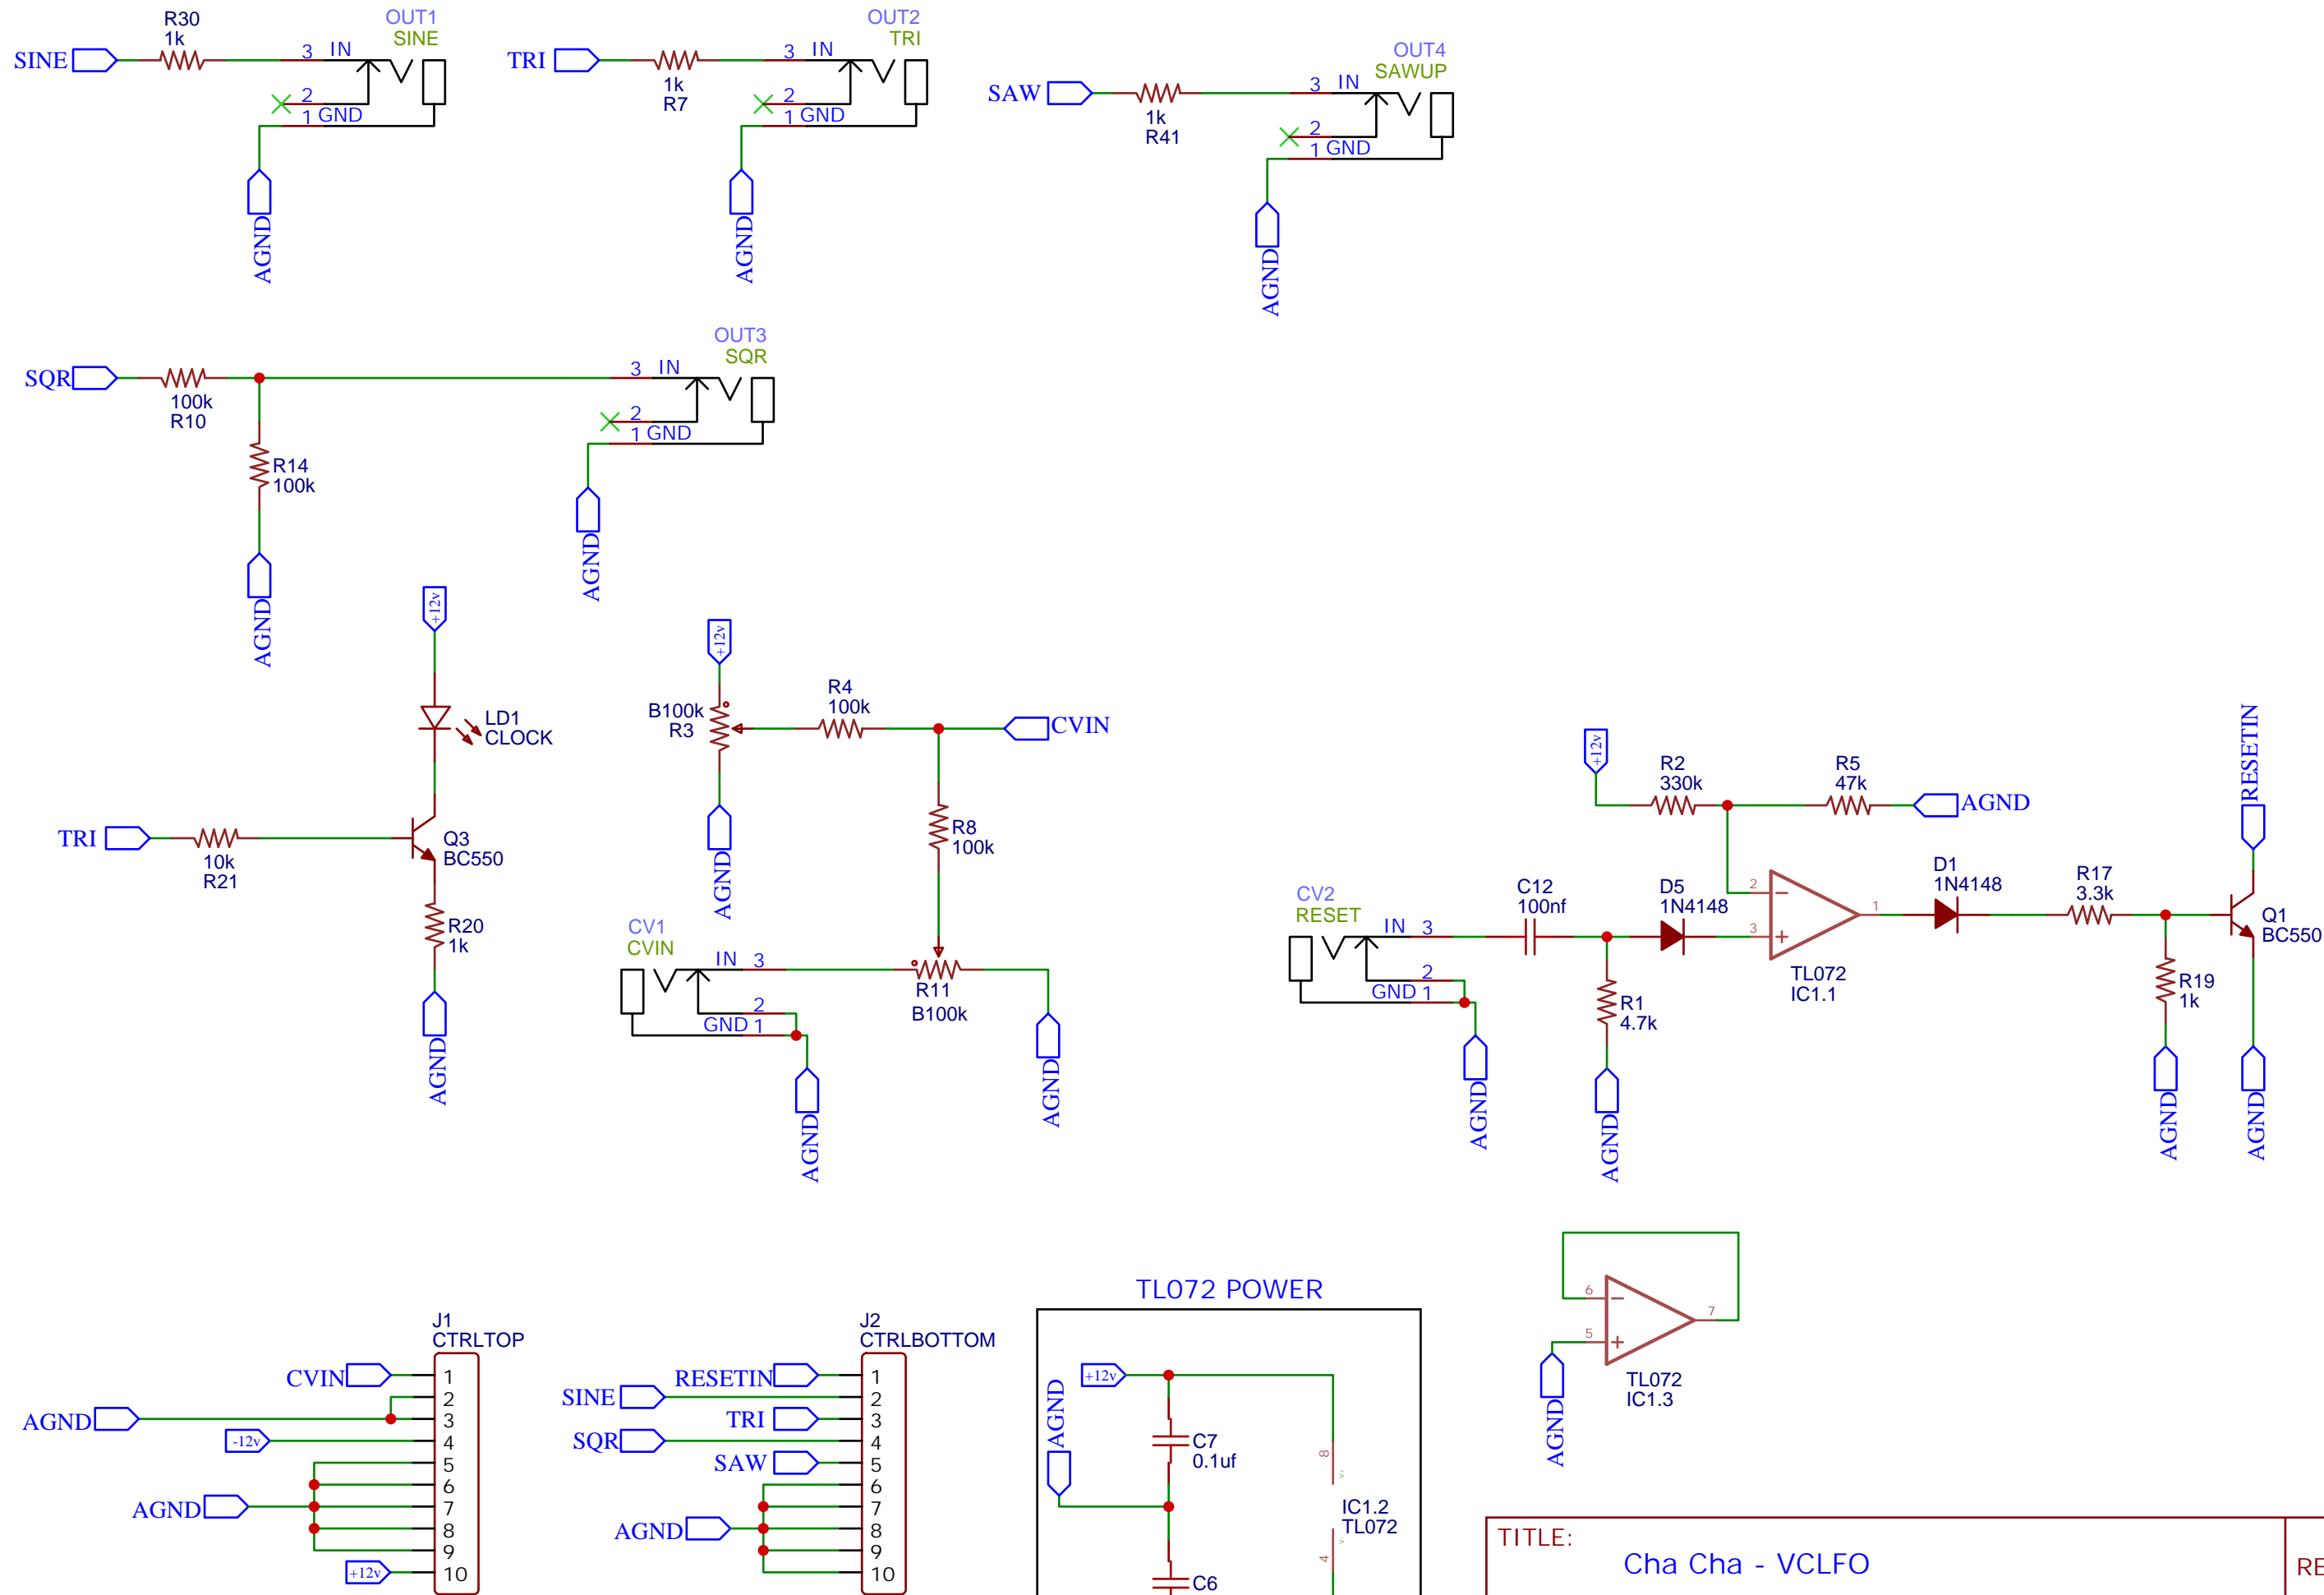 R30
1k
OUT1
SINE
SINE
3 IN
2
1 GND
AGND
OUT2
TRI
TRI
3 IN
1k
R7
2
1 GND
AGND
OUT4
SAWUP
SAW
3 IN
1k
R41
2
1 GND
AGND
OUT3
SQR
SQR
3 IN
100k
R10
2
1 GND
R14
100k
AGND
AGND
+12v
LD1
CLOCK
TRI
10k
R21
Q3
BC550
R20
1k
AGND
+12v
B100k
R3
R4
100k
CVIN
AGND
R8
100k
CV1
CVIN
IN 3
2
GND 1
R11
B100k
AGND
AGND
+12v
R2
330k
R5
47k
AGND
RESETIN
CV2
RESET
IN 3
2
GND 1
C12
100nf
D5
1N4148
2
3
1
TL072
IC1.1
D1
1N4148
R17
3.3k
Q1
BC550
R1
4.7k
R19
1k
AGND
AGND
AGND
AGND
J1
CTRLTOP
CVIN
AGND
-12v
AGND
+12v
1
2
3
4
5
6
7
8
9
10
J2
CTRLBOTTOM
RESETIN
SINE
TRI
SQR
SAW
AGND
1
2
3
4
5
6
7
8
9
10
TL072 POWER
+12v
AGND
C7
0.1uf
8
IC1.2
TL072
4
C6
6
5
7
TL072
IC1.3
AGND
TITLE:
Cha Cha - VCLFO